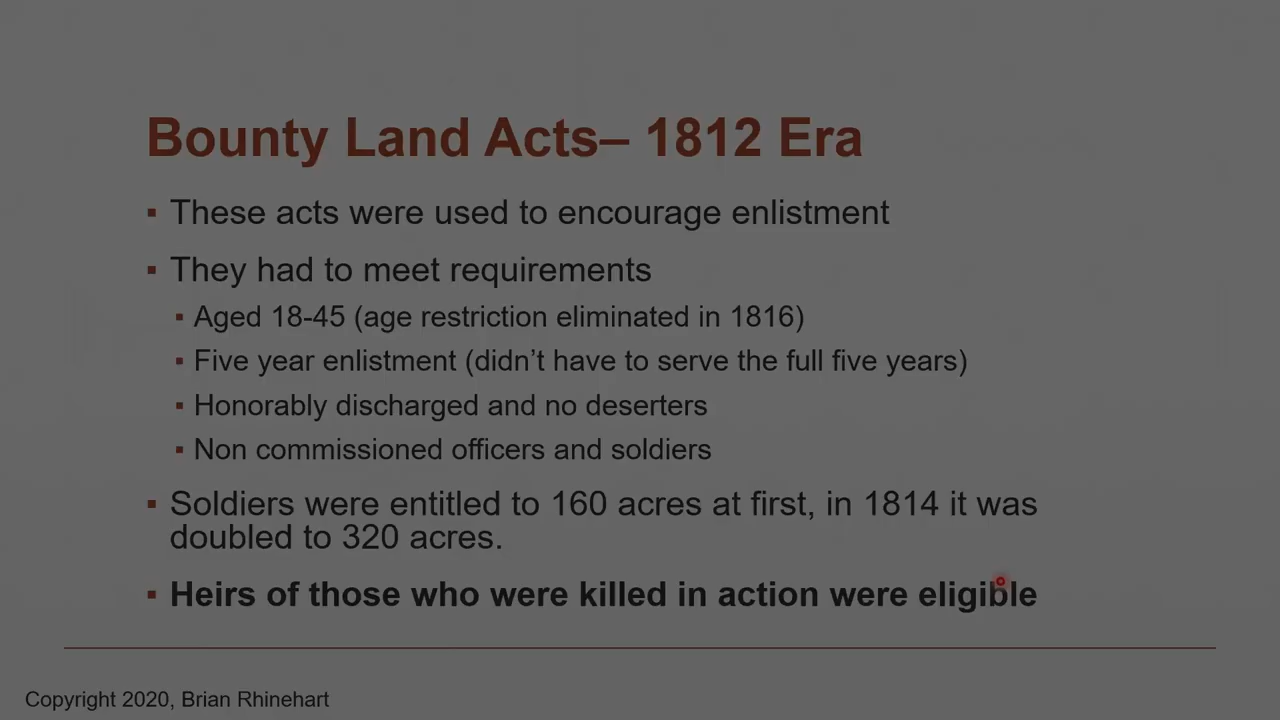 Bounty Land Acts– 1812 Era
▪ These acts were used to encourage enlistment
▪ They had to meet requirements
▪ Aged 18-45 (age restriction eliminated in 1816)
▪ Five year enlistment (didn’t have to serve the full five years)
▪ Honorably discharged and no deserters
▪ Non commissioned officers and soldiers
▪ Soldiers were entitled to 160 acres at first, in 1814 it was
doubled to 320 acres.
▪ Heirs of those who were killed in action were eligible
Copyright 2020, Brian Rhinehart